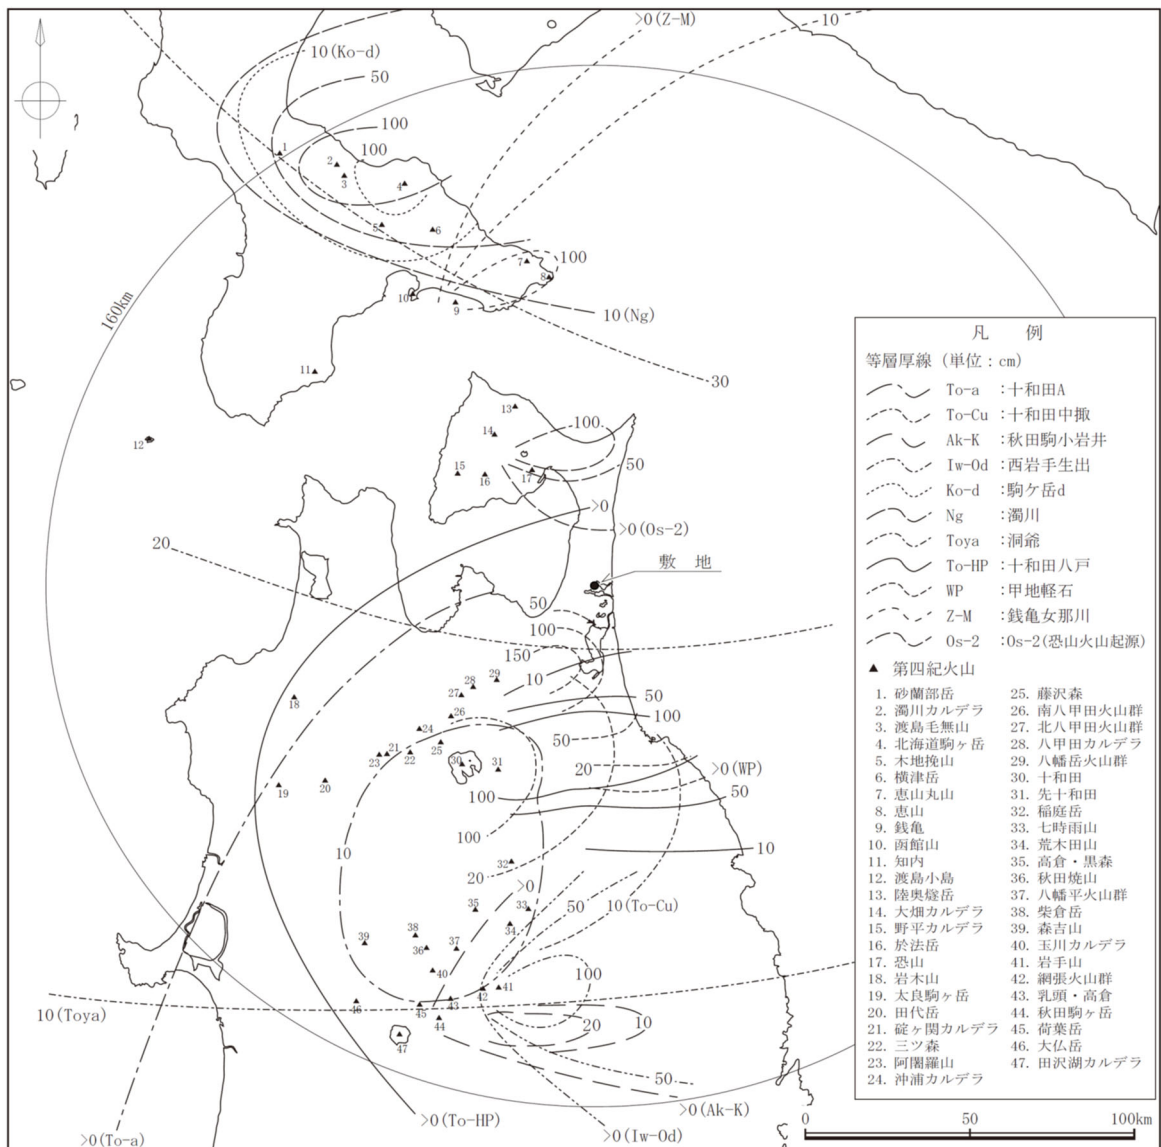 >0(Z-M)
10
10(Ko-d)
50
100
100
1
2
3
4
5
6
100
7
8
10
9
160km
10(Ng)
30
11
12
13
14
15
16
17
100
50
>0
>0(Os-2)
20
敷 地
50
100
150
10
29
28
27
26
50
100
18
24
25
50
21
22
23
30
31
20
>0(WP)
19
20
100
50
100
10
10
32
20
>0
50
10(To-Cu)
35
33
34
38
39
36
37
40
100
41
42
43
46
45
44
20
10
10(Toya)
47
50
>0(Ak-K)
>0(To-HP)
>0(Iw-Od)
>0(To-a)
凡 例
等層厚線 (単位:cm)
To-a :十和田A
To-Cu :十和田中掫
Ak-K :秋田駒小岩井
Iw-Od :西岩手生出
Ko-d :駒ケ岳d
Ng :濁川
Toya :洞爺
To-HP :十和田八戸
WP :甲地軽石
Z-M :銭亀女那川
Os-2 :Os-2(恐山火山起源)
▲ 第四紀火山
1. 砂蘭部岳
2. 濁川カルデラ
3. 渡島毛無山
4. 北海道駒ヶ岳
5. 木地挽山
6. 横津岳
7. 恵山丸山
8. 恵山
9. 銭亀
10. 函館山
11. 知内
12. 渡島小島
13. 陸奥燧岳
14. 大畑カルデラ
15. 野平カルデラ
16. 於法岳
17. 恐山
18. 岩木山
19. 太良駒ヶ岳
20. 田代岳
21. 碇ヶ関カルデラ
22. 三ツ森
23. 阿闍羅山
24. 沖浦カルデラ
25. 藤沢森
26. 南八甲田火山群
27. 北八甲田火山群
28. 八甲田カルデラ
29. 八幡岳火山群
30. 十和田
31. 先十和田
32. 稲庭岳
33. 七時雨山
34. 荒木田山
35. 高倉・黒森
36. 秋田焼山
37. 八幡平火山群
38. 柴倉岳
39. 森吉山
40. 玉川カルデラ
41. 岩手山
42. 網張火山群
43. 乳頭・高倉
44. 秋田駒ヶ岳
45. 荷葉岳
46. 大仏岳
47. 田沢湖カルデラ
0 50 100km